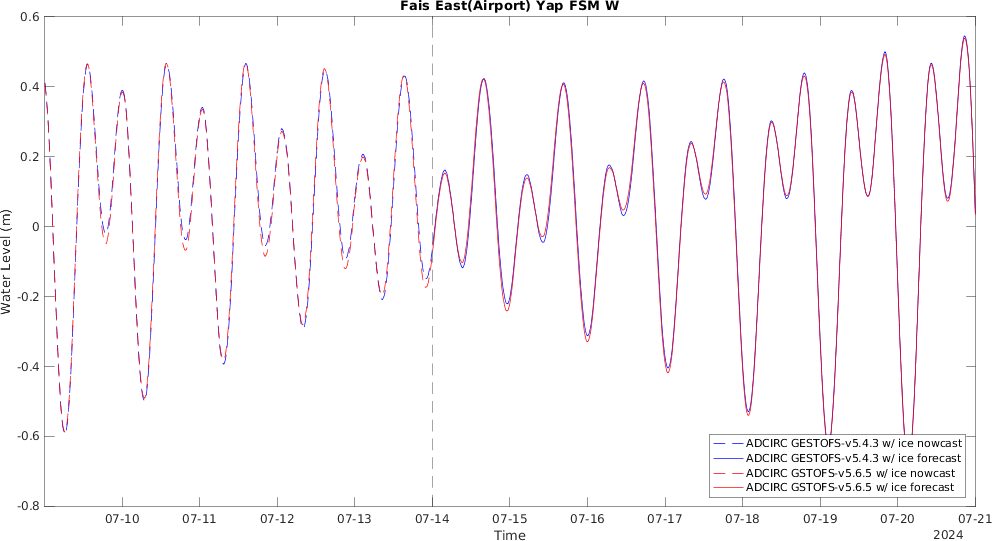 Fais East(Airport) Yap FSM W
0.6
0.4
0.2
0
-0.2
-0.4
-0.6
-0.8
Water Level (m)
ADCIRC GESTOFS-v5.4.3 w/ ice nowcast
ADCIRC GESTOFS-v5.4.3 w/ ice forecast
ADCIRC GSTOFS-v5.6.5 w/ ice nowcast
ADCIRC GSTOFS-v5.6.5 w/ ice forecast
07-10 07-11 07-12 07-13 07-14 07-15 07-16 07-17 07-18 07-19 07-20 07-21
Time
2024